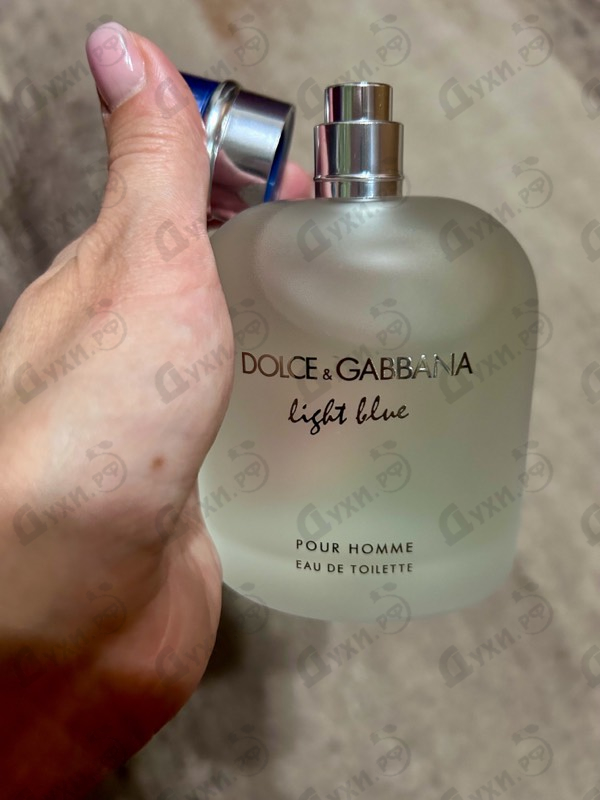 DOLCE & GABBANA
light blue
POUR HOMME
EAU DE TOILETTE
Духи.РФ